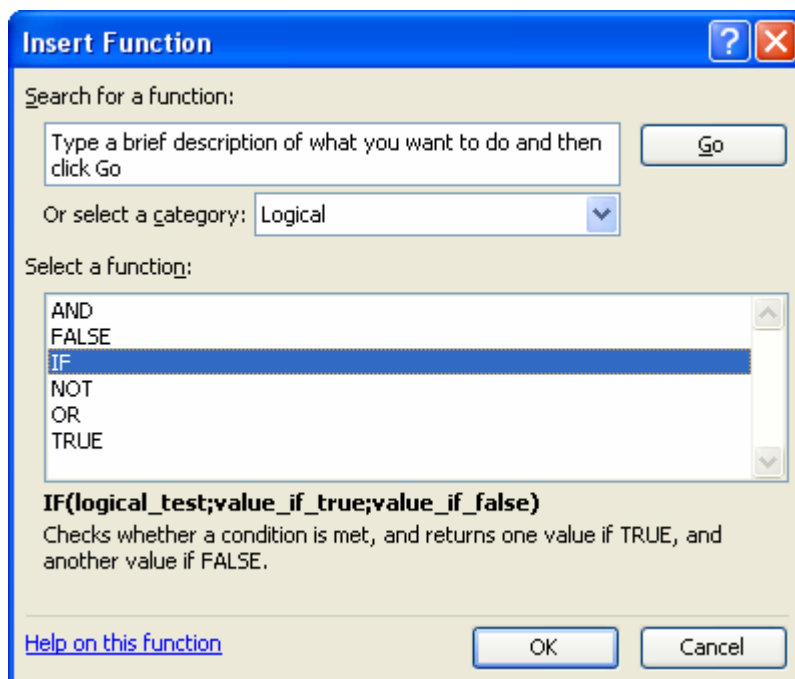 Insert Function
?
Search for a function:
Type a brief description of what you want to do and then
click Go
Go
Or select a category: Logical
Select a function:
AND
FALSE
IF
NOT
OR
TRUE
IF(logical_test;value_if_true;value_if_false)
Checks whether a condition is met, and returns one value if TRUE, and
another value if FALSE.
Help on this function OK Cancel